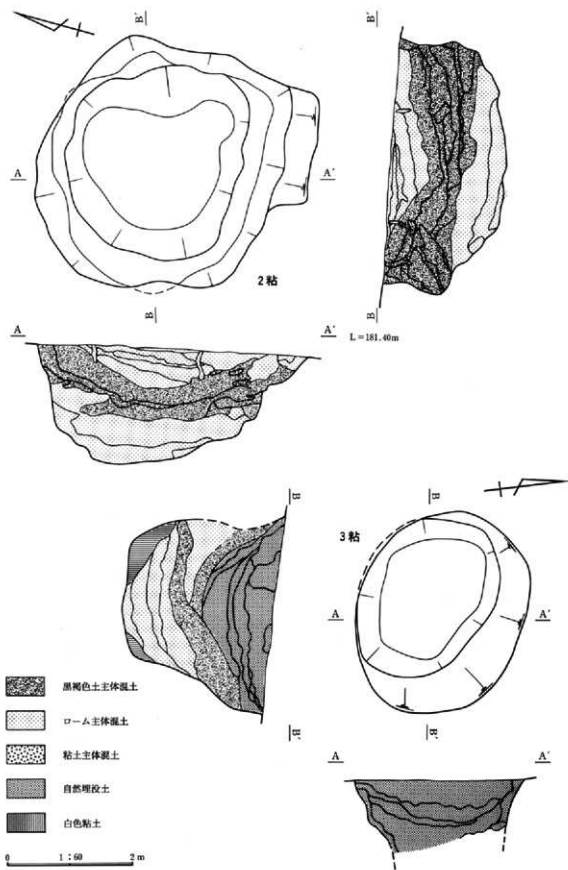 B'
A
A'
2粘
B
B'
B
L=181.40m
A
A'
B
B'
B
3粘
A
A'
B'
A
A'
黒褐色土主体混土
ローム主体混土
粘土主体混土
自然埋没土
白色粘土
0 1:60 2m